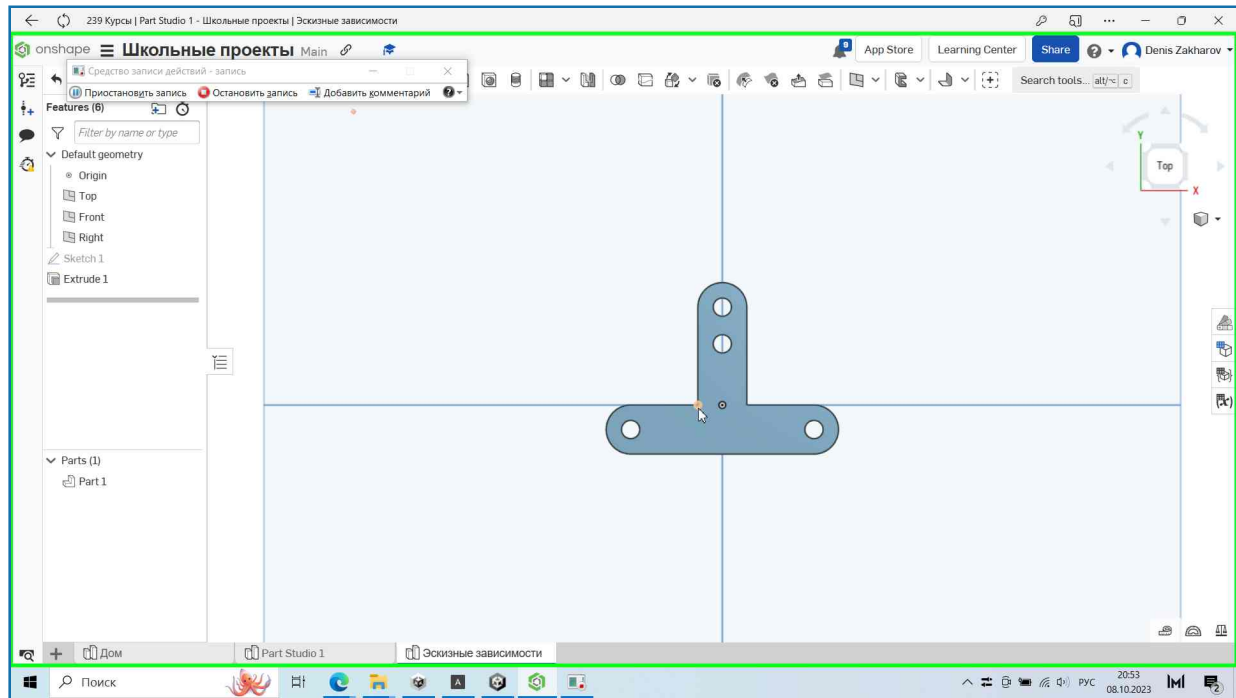 239 Курсы | Part Studio 1 - Школьные проекты | Эскизные зависимости
onshape Школьные проекты Main 9 App Store Learning Center Share Denis Zakharov
Средство записи действий - запись
Search tools... alt/⌥ c
Приостановить запись Остановить запись Добавить комментарий
Features (6)
Filter by name or type
Default geometry
Origin
Top
Front
Right
Sketch 1
Extrude 1
Y
Top
X
(x)
Parts (1)
Part 1
Дом Part Studio 1 Эскизные зависимости
Поиск РУС 20:53
08.10.2023 2